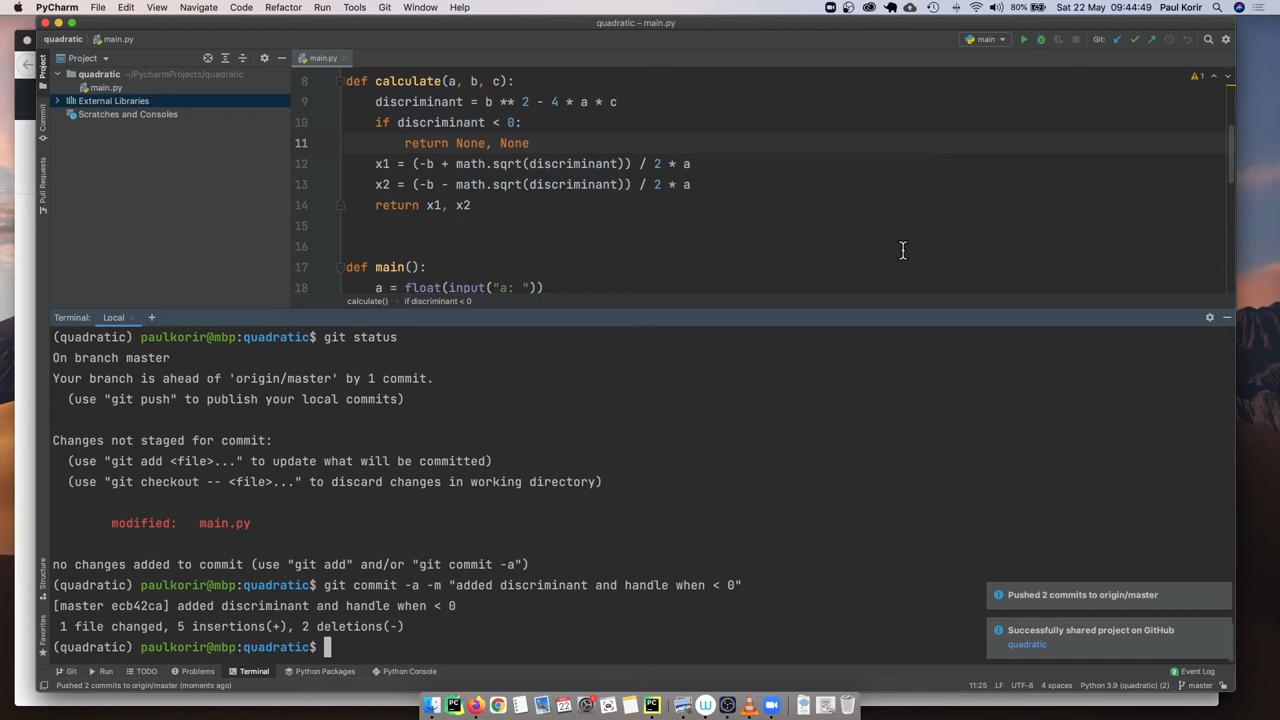 PyCharm File Edit View Navigate Code Refactor Run Tools Git Window Help 80% Sat 22 May 09:44:49 Paul Korir
quadratic – main.py
quadratic › main.py main Git:
Project main.py
quadratic ~/PycharmProjects/quadratic
main.py
External Libraries
Scratches and Consoles
Project
Commit
Pull Requests
Structure
Favorites
1
8 def calculate(a, b, c):
9 discriminant = b ** 2 - 4 * a * c
10 if discriminant < 0:
11 return None, None
12 x1 = (-b + math.sqrt(discriminant)) / 2 * a
13 x2 = (-b - math.sqrt(discriminant)) / 2 * a
14 return x1, x2
15
16
17 def main():
18 a = float(input("a: "))
calculate() › if discriminant < 0
Terminal: Local × +
(quadratic) paulkorir@mbp:quadratic$ git status
On branch master
Your branch is ahead of 'origin/master' by 1 commit.
(use "git push" to publish your local commits)
Changes not staged for commit:
(use "git add <file>..." to update what will be committed)
(use "git checkout -- <file>..." to discard changes in working directory)
modified: main.py
no changes added to commit (use "git add" and/or "git commit -a")
(quadratic) paulkorir@mbp:quadratic$ git commit -a -m "added discriminant and handle when < 0"
[master ecb42ca] added discriminant and handle when < 0
1 file changed, 5 insertions(+), 2 deletions(-)
(quadratic) paulkorir@mbp:quadratic$
Pushed 2 commits to origin/master
Successfully shared project on GitHub
quadratic
Git Run TODO Problems Terminal Python Packages Python Console 2 Event Log
Pushed 2 commits to origin/master (moments ago) 11:25 LF UTF-8 4 spaces Python 3.9 (quadratic) (2) master